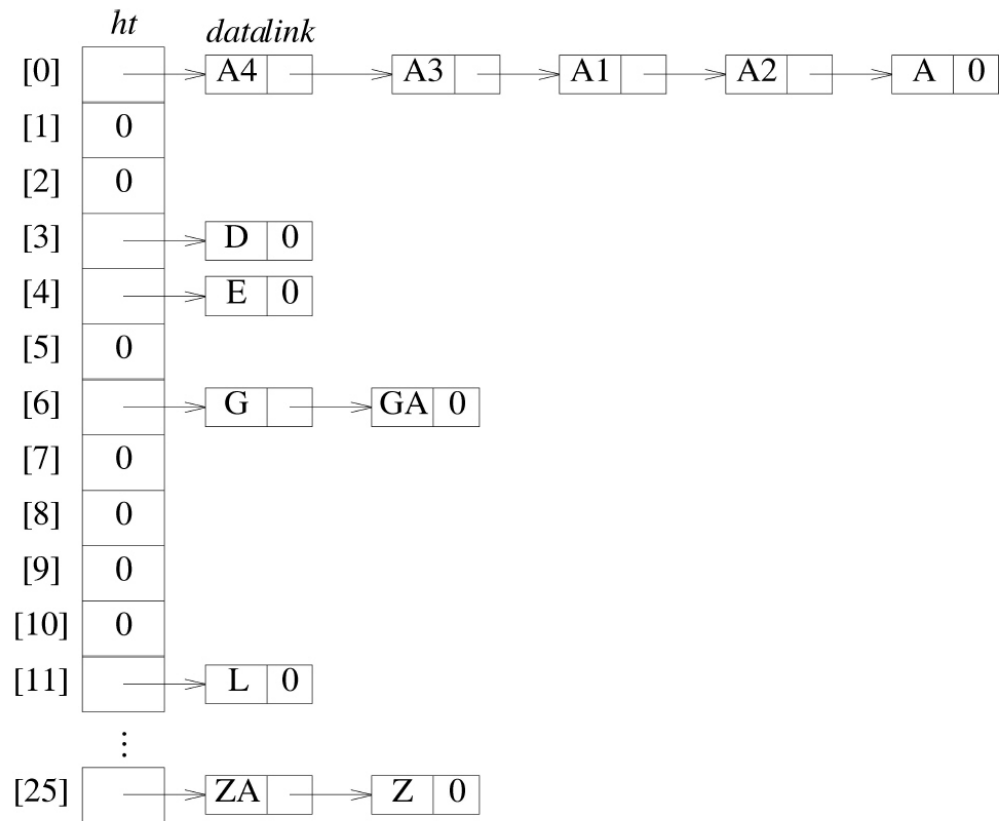 ht datalink
[0] A4 A3 A1 A2 A 0
[1] 0
[2] 0
[3] D 0
[4] E 0
[5] 0
[6] G GA 0
[7] 0
[8] 0
[9] 0
[10] 0
[11] L 0
⋮
[25] ZA Z 0